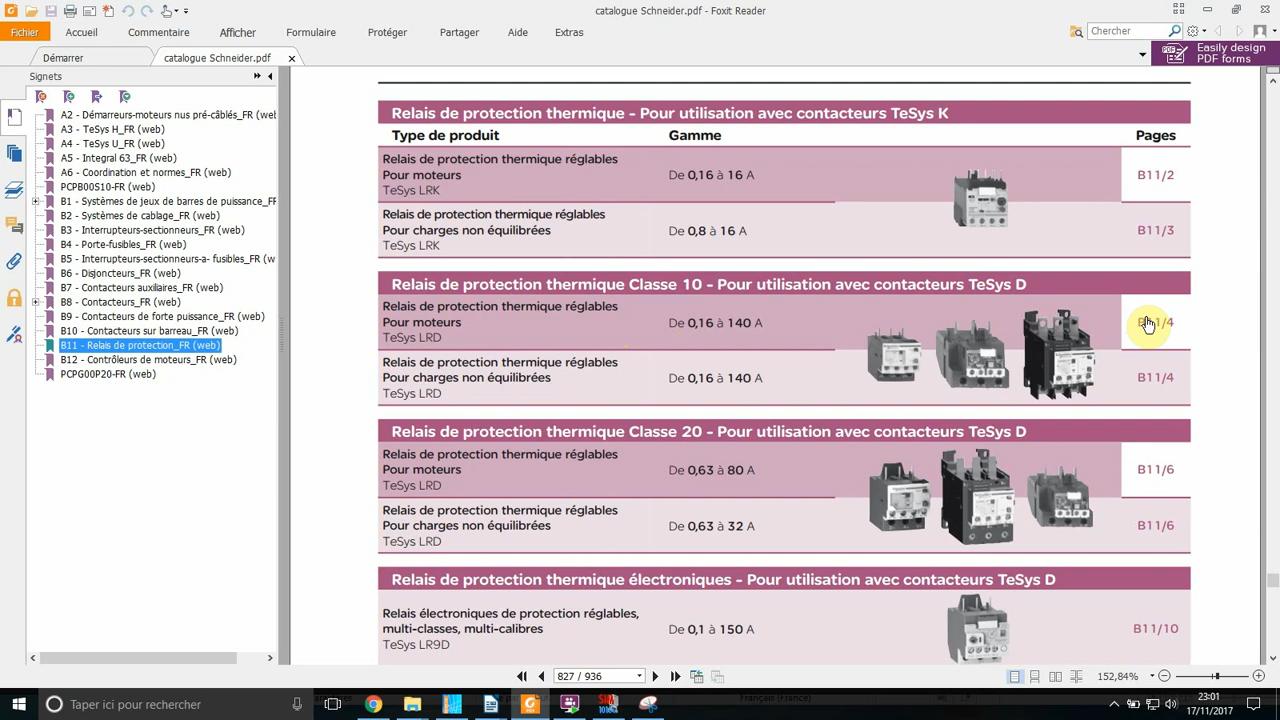 catalogue Schneider.pdf - Foxit Reader
Fichier Accueil Commentaire Afficher Formulaire Protéger Partager Aide Extras
Chercher
Démarrer
catalogue Schneider.pdf
Easily design
PDF forms
Signets
A2 - Démarreurs-moteurs nus pré-câblés_FR (wel
A3 - TeSys H_FR (web)
A4 - TeSys U_FR (web)
A5 - Integral 63_FR (web)
A6 - Coordination et normes_FR (web)
PCPB00S10-FR (web)
B1 - Systèmes de jeux de barres de puissance_FR
B2 - Systèmes de cablage_FR (web)
B3 - Interrupteurs-sectionneurs_FR (web)
B4 - Porte-fusibles_FR (web)
B5 - Interrupteurs-sectionneurs-a- fusibles_FR (w
B6 - Disjoncteurs_FR (web)
B7 - Contacteurs auxiliaires_FR (web)
B8 - Contacteurs_FR (web)
B9 - Contacteurs de forte puissance_FR (web)
B10 - Contacteurs sur barreau_FR (web)
B11 - Relais de protection_FR (web)
B12 - Contrôleurs de moteurs_FR (web)
PCPG00P20-FR (web)
Relais de protection thermique - Pour utilisation avec contacteurs TeSys K
Type de produit Gamme Pages
Relais de protection thermique réglables
Pour moteurs De 0,16 à 16 A B11/2
TeSys LRK
Relais de protection thermique réglables
Pour charges non équilibrées De 0,8 à 16 A B11/3
TeSys LRK
Relais de protection thermique Classe 10 - Pour utilisation avec contacteurs TeSys D
Relais de protection thermique réglables
Pour moteurs De 0,16 à 140 A B11/4
TeSys LRD
Relais de protection thermique réglables
Pour charges non équilibrées De 0,16 à 140 A B11/4
TeSys LRD
Relais de protection thermique Classe 20 - Pour utilisation avec contacteurs TeSys D
Relais de protection thermique réglables
Pour moteurs De 0,63 à 80 A B11/6
TeSys LRD
Relais de protection thermique réglables
Pour charges non équilibrées De 0,63 à 32 A B11/6
TeSys LRD
Relais de protection thermique électroniques - Pour utilisation avec contacteurs TeSys D
Relais électroniques de protection réglables,
multi-classes, multi-calibres De 0,1 à 150 A B11/10
TeSys LR9D
827 / 936
152,84%
Taper ici pour rechercher
Français (France)
23:01
17/11/2017